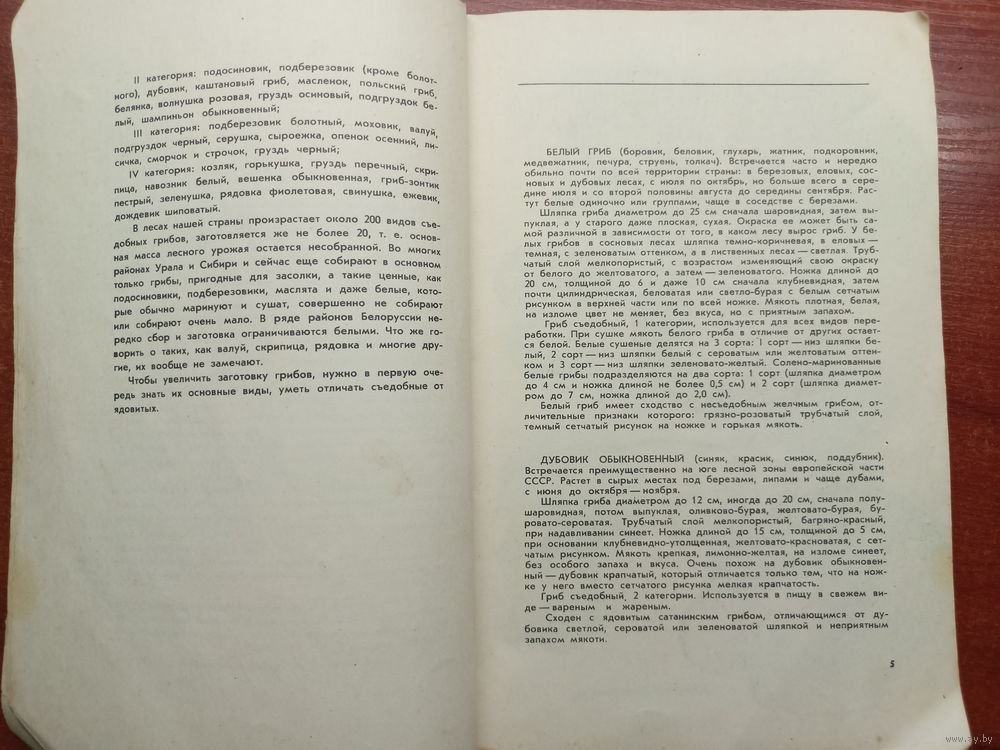 II категория: подосиновик, подберезовик (кроме болот-
ного), дубовик, каштановый гриб, масленок, польский гриб,
белянка, волнушка розовая, груздь осиновый, подгруздок бе-
лый, шампиньон обыкновенный;
III категория: подберезовик болотный, моховик, валуй,
подгруздок черный, серушка, сыроежка, опенок осенний, ли-
сичка, сморчок и строчок, груздь черный;
IV категория: козляк, горькушка, груздь перечный, скри-
пица, навозник белый, вешенка обыкновенная, гриб-зонтик
пестрый, зеленушка, рядовка фиолетовая, свинушка, ежевик,
дождевик шиповатый.
В лесах нашей страны произрастает около 200 видов съе-
добных грибов, заготовляется же не более 20, т. е. основ-
ная масса лесного урожая остается несобранной. Во многих
районах Урала и Сибири и сейчас еще собирают в основном
только грибы, пригодные для засолки, а такие ценные, как
подосиновики, подберезовики, маслята и даже белые, кото-
рые обычно маринуют и сушат, совершенно не собирают
или собирают очень мало. В ряде районов Белоруссии не-
редко сбор и заготовка ограничиваются белыми. Что же го-
ворить о таких, как валуй, скрипица, рядовка и многие дру-
гие, их вообще не замечают.
Чтобы увеличить заготовку грибов, нужно в первую оче-
редь знать их основные виды, уметь отличать съедобные от
ядовитых.
БЕЛЫЙ ГРИБ (боровик, беловик, глухарь, жатник, подкоровник,
медвежатник, печура, струень, толкач). Встречается часто и нередко
обильно почти по всей территории страны: в березовых, еловых, сос-
новых и дубовых лесах, с июля по октябрь, но больше всего в сере-
дине июля и со второй половины августа до середины сентября. Рас-
тут белые одиночно или группами, чаще в соседстве с березами.
Шляпка гриба диаметром до 25 см сначала шаровидная, затем вы-
пуклая, а у старого даже плоская, сухая. Окраска ее может быть са-
мой различной в зависимости от того, в каком лесу вырос гриб. У бе-
лых грибов в сосновых лесах шляпка темно-коричневая, в еловых —
темная, с зеленоватым оттенком, а в лиственных лесах — светлая. Труб-
чатый слой мелкопористый, с возрастом изменяющий свою окраску
от белого до желтоватого, а затем — зеленоватого. Ножка длиной до
20 см, толщиной до 6 и даже 10 см сначала клубневидная, затем
почти цилиндрическая, беловатая или светло-бурая с белым сетчатым
рисунком в верхней части или по всей ножке. Мякоть плотная, белая,
на изломе цвет не меняет, без вкуса, но с приятным запахом.
Гриб съедобный, 1 категории, используется для всех видов пере-
работки. При сушке мякоть белого гриба в отличие от других остает-
ся белой. Белые сушеные делятся на 3 сорта: 1 сорт — низ шляпки бе-
лый, 2 сорт — низ шляпки белый с сероватым или желтоватым оттен-
ком и 3 сорт — низ шляпки зеленовато-желтый. Солено-маринованные
белые грибы подразделяются на два сорта: 1 сорт (шляпка диаметром
до 4 см и ножка длиной не более 0,5 см) и 2 сорт (шляпка диамет-
ром до 7 см, ножка длиной до 2,0 см).
Белый гриб имеет сходство с несъедобным желчным грибом, от-
личительные признаки которого: грязно-розоватый трубчатый слой,
темный сетчатый рисунок на ножке и горькая мякоть.
ДУБОВИК ОБЫКНОВЕННЫЙ (синяк, красик, синюк, поддубник).
Встречается преимущественно на юге лесной зоны европейской части
СССР. Растет в сырых местах под березами, липами и чаще дубами,
с июня до октября — ноября.
Шляпка гриба диаметром до 12 см, иногда до 20 см, сначала полу-
шаровидная, потом выпуклая, оливково-бурая, желтовато-бурая, бу-
ровато-сероватая. Трубчатый слой мелкопористый, багряно-красный,
при надавливании синеет. Ножка длиной до 15 см, толщиной до 5 см,
при основании клубневидно-утолщенная, желтовато-красноватая, с сет-
чатым рисунком. Мякоть крепкая, лимонно-желтая, на изломе синеет,
без особого запаха и вкуса. Очень похож на дубовик обыкновен-
ный — дубовик крапчатый, который отличается только тем, что на нож-
ке у него вместо сетчатого рисунка мелкая крапчатость.
Гриб съедобный, 2 категории. Используется в пищу в свежем ви-
де — вареным и жареным.
Сходен с ядовитым сатанинским грибом, отличающимся от ду-
бовика светлой, сероватой или зеленоватой шляпкой и неприятным
запахом мякоти.
5
www.ay.by